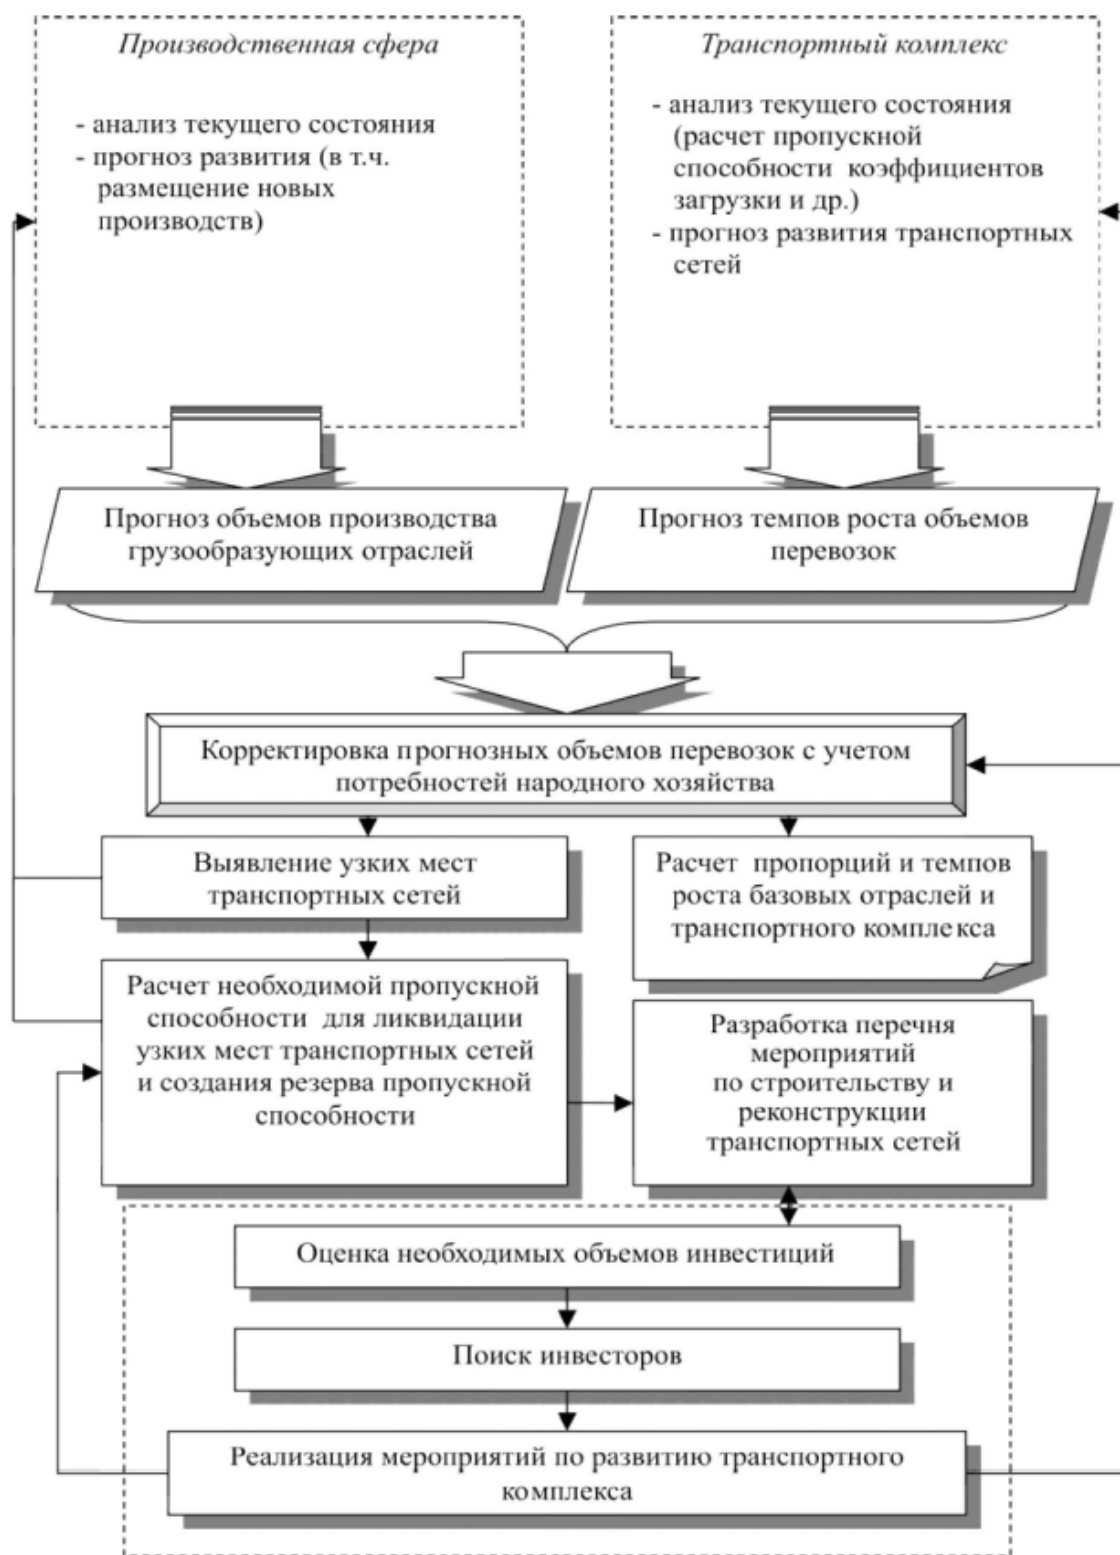 Производственная сфера
- анализ текущего состояния
- прогноз развития (в т.ч.
размещение новых
производств)
Транспортный комплекс
- анализ текущего состояния
(расчет пропускной
способности коэффициентов
загрузки и др.)
- прогноз развития транспортных
сетей
Прогноз объемов производства
грузообразующих отраслей
Прогноз темпов роста объемов
перевозок
Корректировка прогнозных объемов перевозок с учетом
потребностей народного хозяйства
Выявление узких мест
транспортных сетей
Расчет пропорций и темпов
роста базовых отраслей и
транспортного комплекса
Расчет необходимой пропускной
способности для ликвидации
узких мест транспортных сетей
и создания резерва пропускной
способности
Разработка перечня
мероприятий
по строительству и
реконструкции
транспортных сетей
Оценка необходимых объемов инвестиций
Поиск инвесторов
Реализация мероприятий по развитию транспортного
комплекса